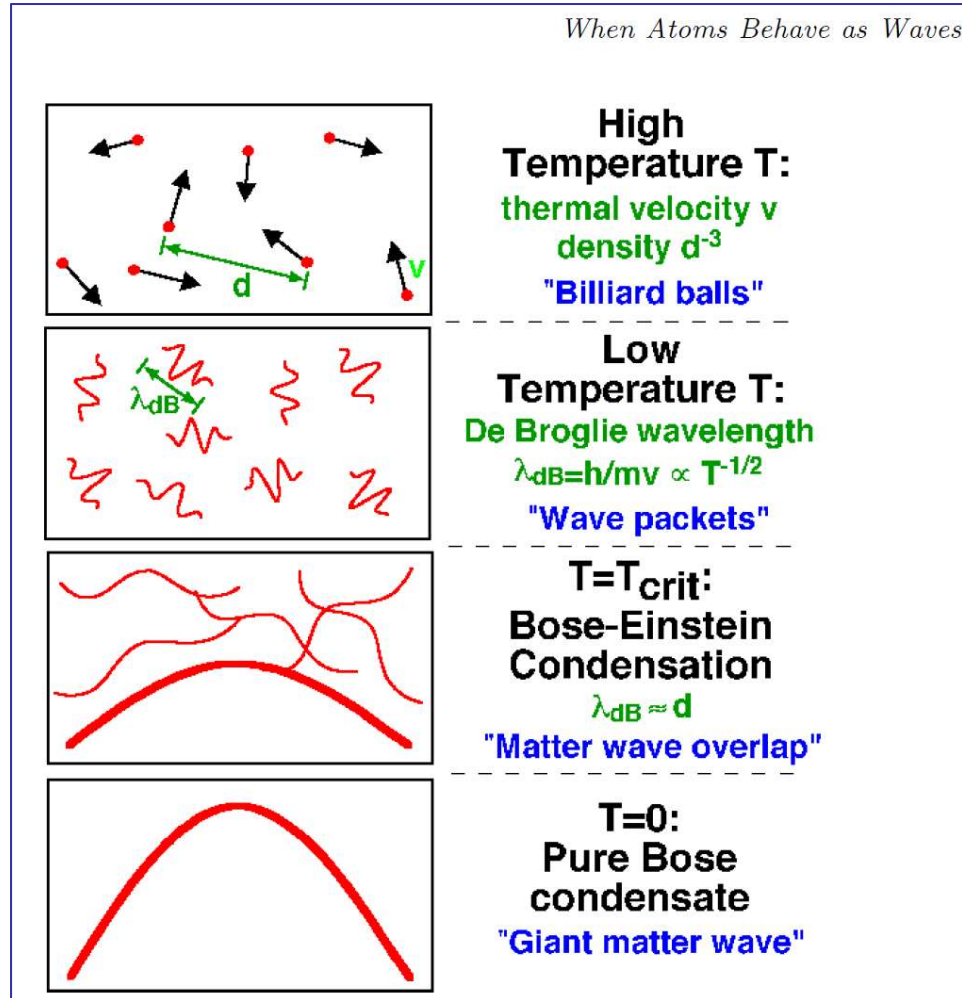 When Atoms Behave as Waves
High
Temperature T:
thermal velocity v
density d⁻³
"Billiard balls"
d
v
Low
Temperature T:
De Broglie wavelength
λdB=h/mv ∝ T⁻¹/²
"Wave packets"
λdB
T=Tcrit:
Bose-Einstein
Condensation
λdB ≈ d
"Matter wave overlap"
T=0:
Pure Bose
condensate
"Giant matter wave"